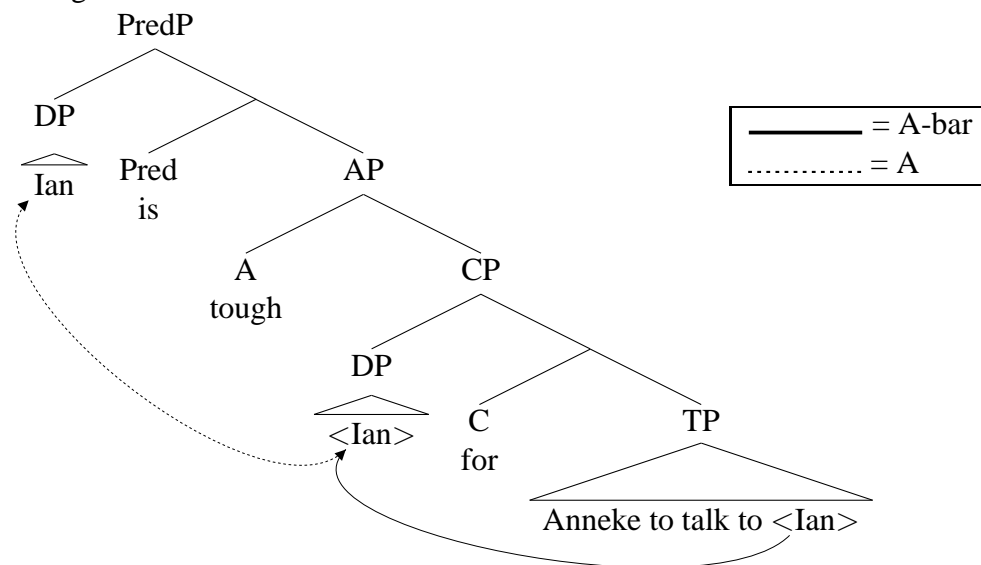 PredP
DP
Ian
Pred
is
AP
= A-bar
= A
A
tough
CP
DP
<Ian>
C
for
TP
Anneke to talk to <Ian>